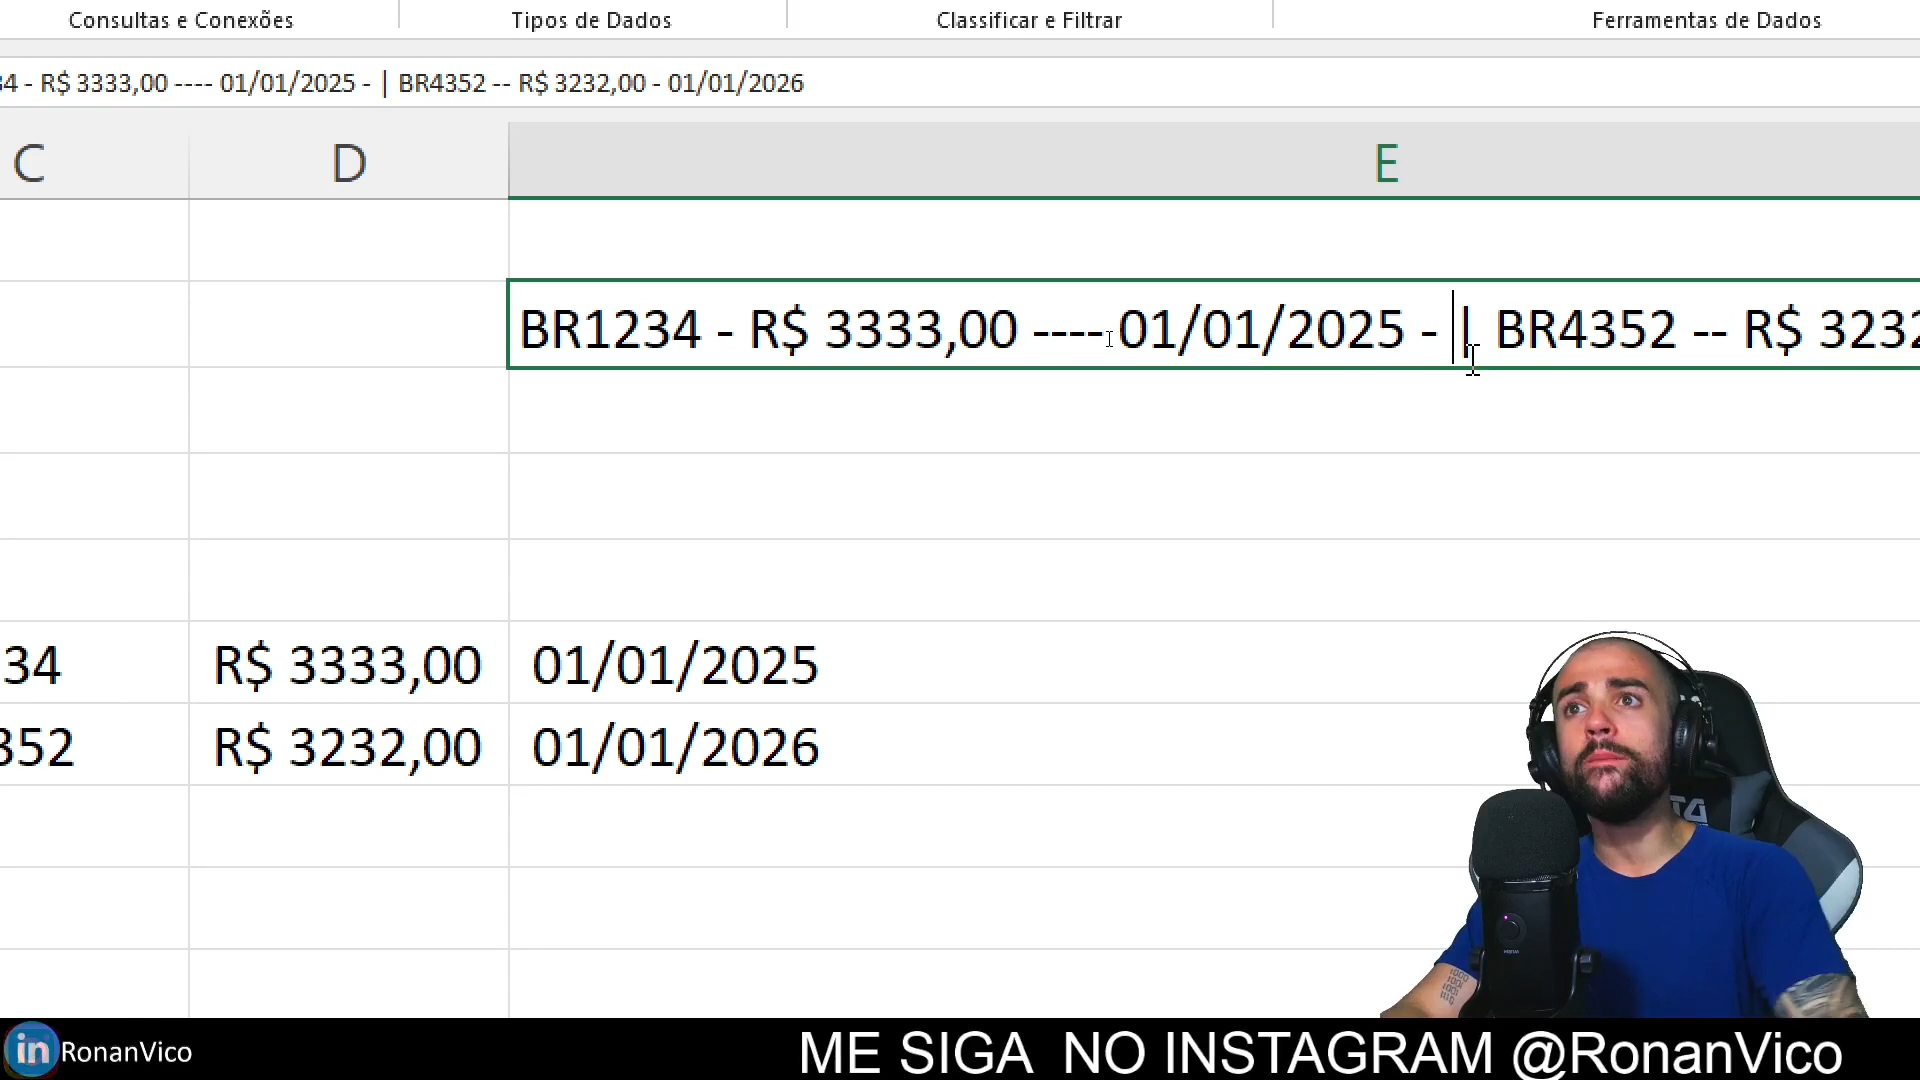 Consultas e Conexões
Tipos de Dados
Classificar e Filtrar
Ferramentas de Dados
34 - R$ 3333,00 ---- 01/01/2025 - | BR4352 -- R$ 3232,00 - 01/01/2026
C
D
E
BR1234 - R$ 3333,00 ---- 01/01/2025 - | BR4352 -- R$ 3232
34
R$ 3333,00
01/01/2025
352
R$ 3232,00
01/01/2026
in RonanVico
ME SIGA NO INSTAGRAM @RonanVico